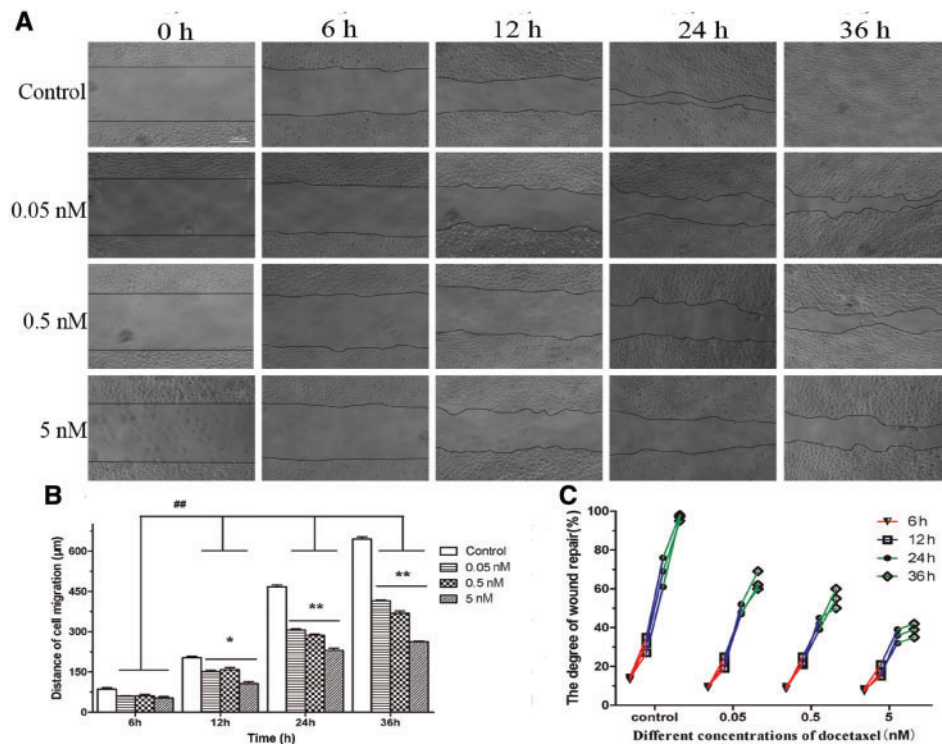 A
0 h 6 h 12 h 24 h 36 h
Control
0.05 nM
0.5 nM
5 nM
B
##
Distance of cell migration (μm)
600
450
300
150
0
*
**
**
Control
0.05 nM
0.5 nM
5 nM
6h 12h 24h 36h
Time (h)
C
The degree of wound repair(%)
100
80
60
40
20
0
6 h
12 h
24 h
36 h
control 0.05 0.5 5
Different concentrations of docetaxel (nM)